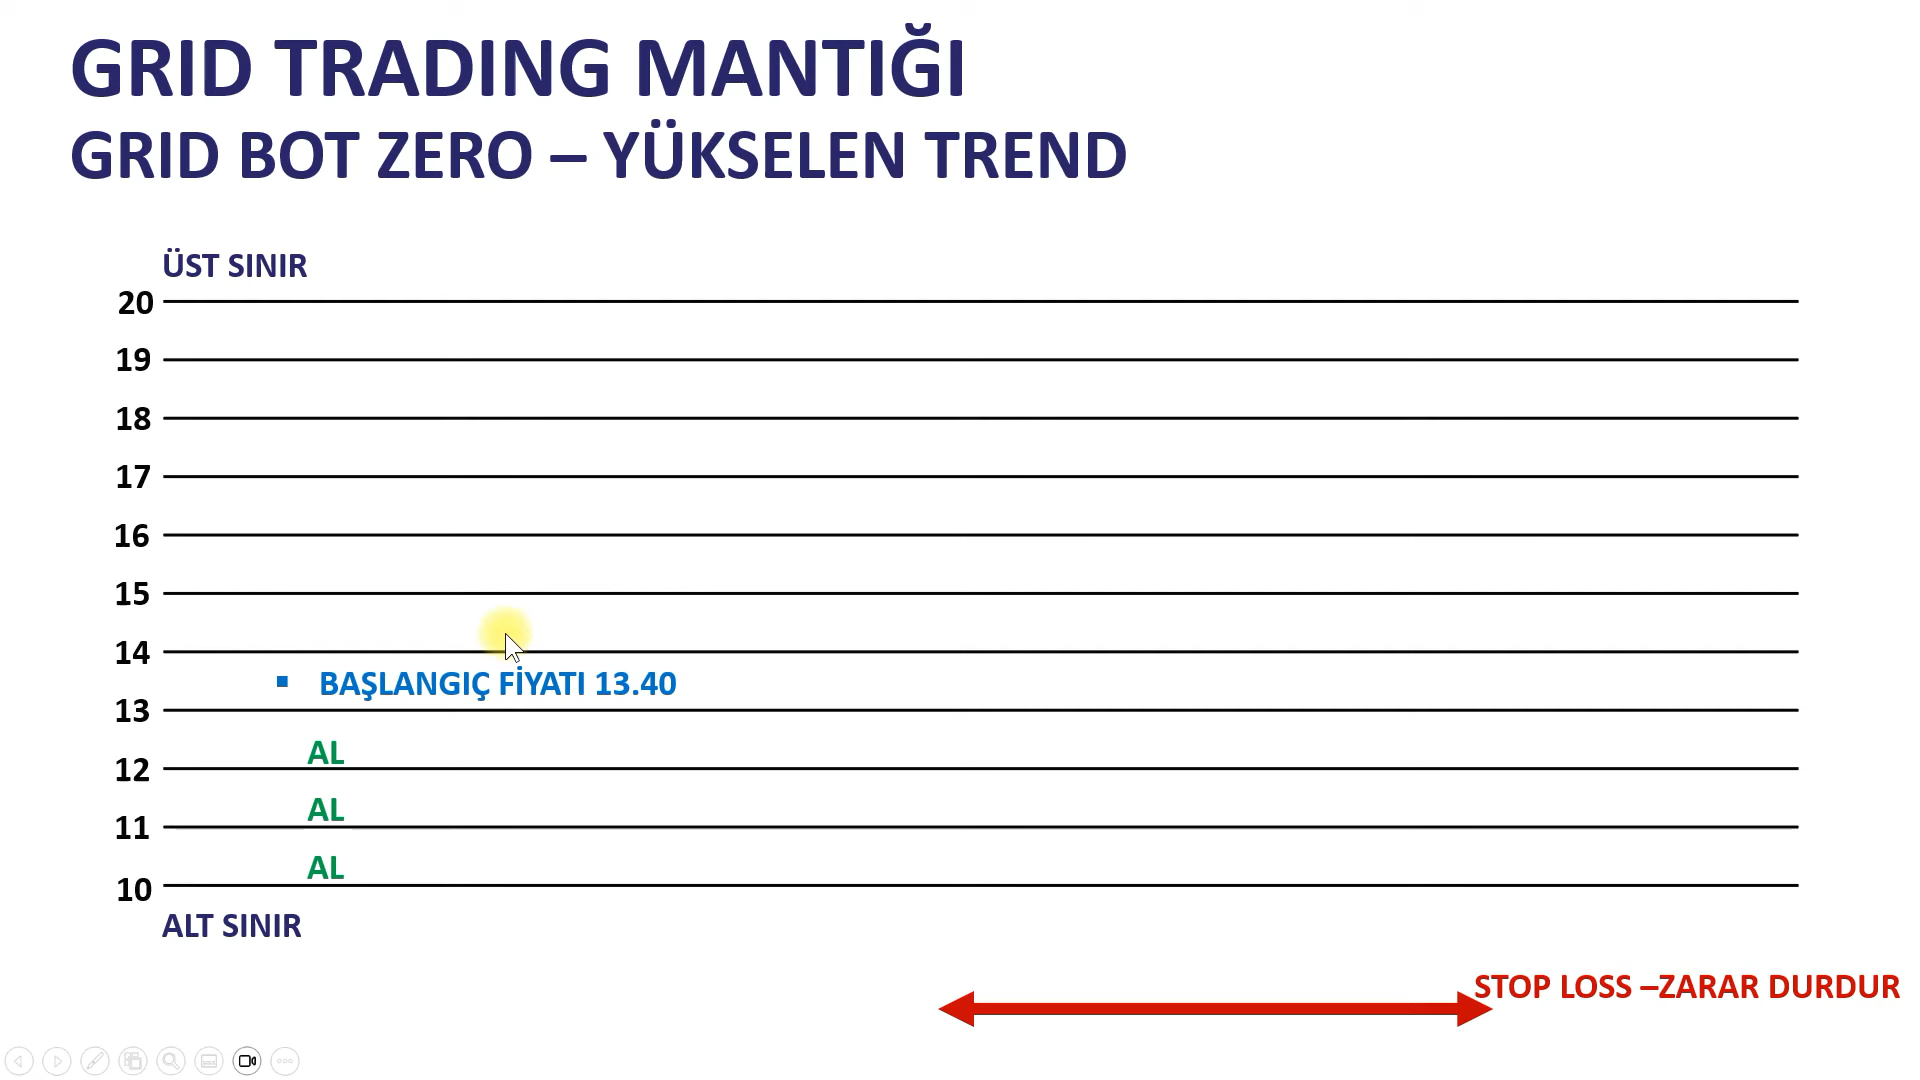 GRID TRADING MANTIĞI
GRID BOT ZERO – YÜKSELEN TREND
ÜST SINIR
20
19
18
17
16
15
14
▪ BAŞLANGIÇ FİYATI 13.40
13
AL
12
AL
11
AL
10
ALT SINIR
STOP LOSS –ZARAR DURDUR